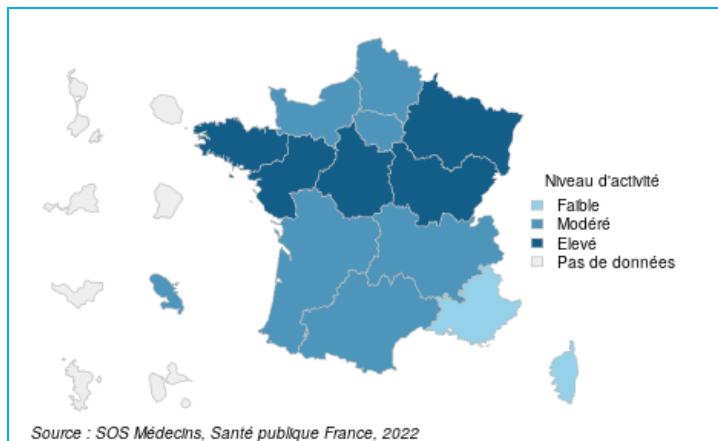 Niveau d'activité
Faible
Modéré
Elevé
Pas de données
Source : SOS Médecins, Santé publique France, 2022